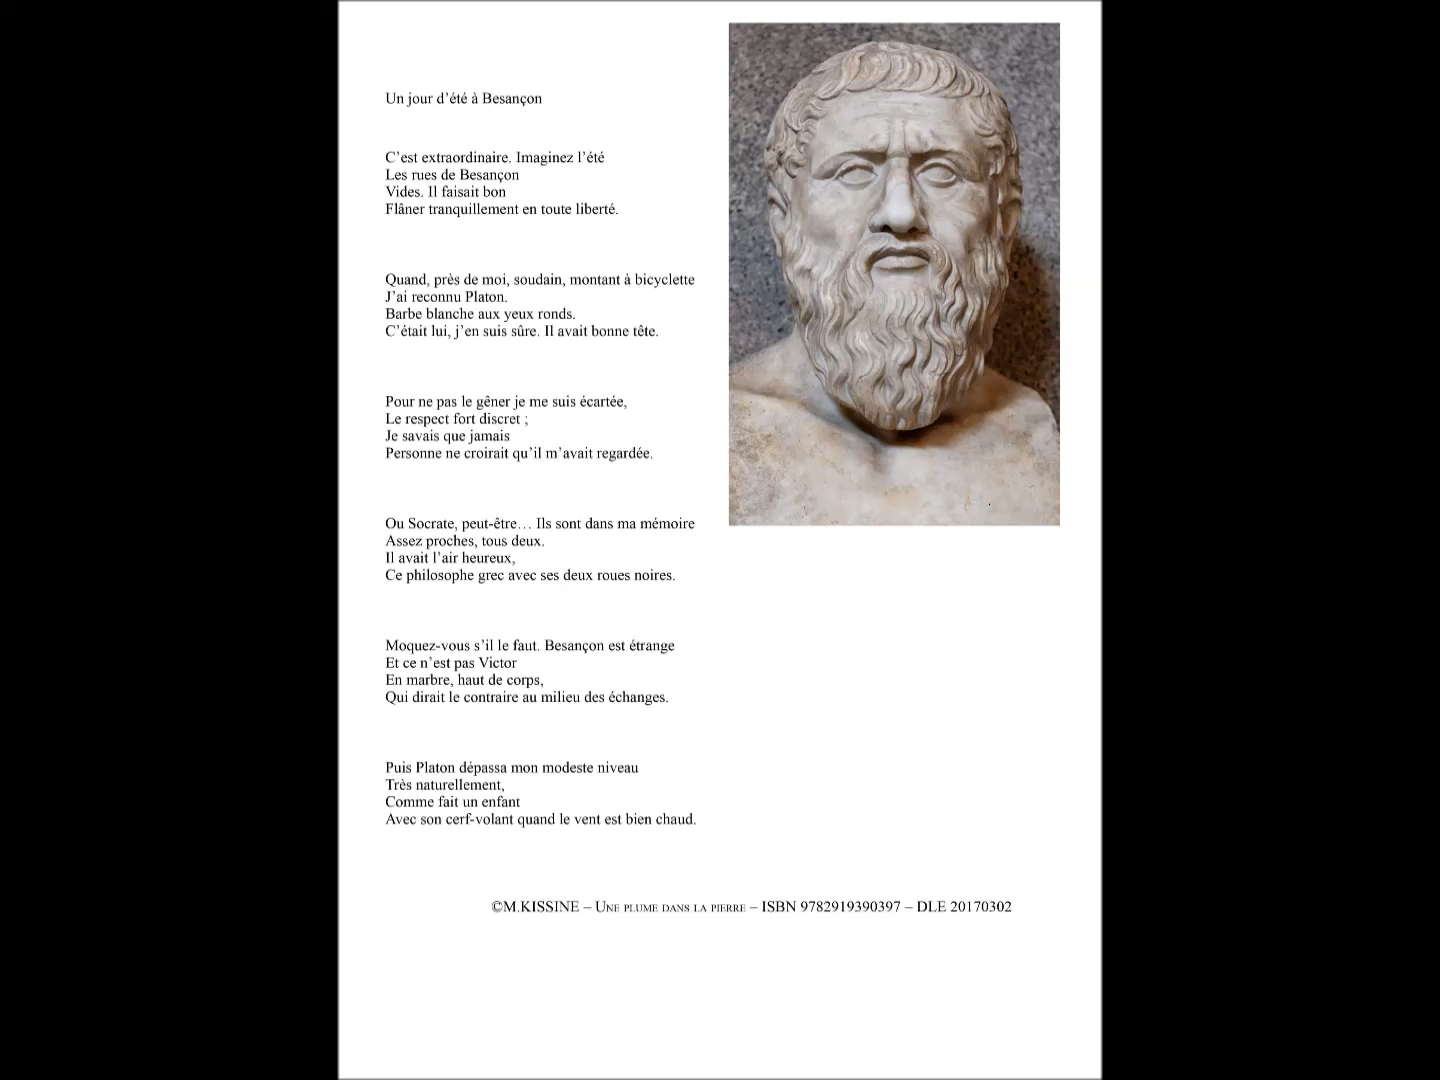 Un jour d’été à Besançon
C’est extraordinaire. Imaginez l’été
Les rues de Besançon
Vides. Il faisait bon
Flâner tranquillement en toute liberté.
Quand, près de moi, soudain, montant à bicyclette
J’ai reconnu Platon.
Barbe blanche aux yeux ronds.
C’était lui, j’en suis sûre. Il avait bonne tête.
Pour ne pas le gêner je me suis écartée,
Le respect fort discret ;
Je savais que jamais
Personne ne croirait qu’il m’avait regardée.
Ou Socrate, peut-être… Ils sont dans ma mémoire
Assez proches, tous deux.
Il avait l’air heureux,
Ce philosophe grec avec ses deux roues noires.
Moquez-vous s’il le faut. Besançon est étrange
Et ce n’est pas Victor
En marbre, haut de corps,
Qui dirait le contraire au milieu des échanges.
Puis Platon dépassa mon modeste niveau
Très naturellement,
Comme fait un enfant
Avec son cerf-volant quand le vent est bien chaud.
©M.KISSINE – Une plume dans la pierre – ISBN 9782919390397 – DLE 20170302